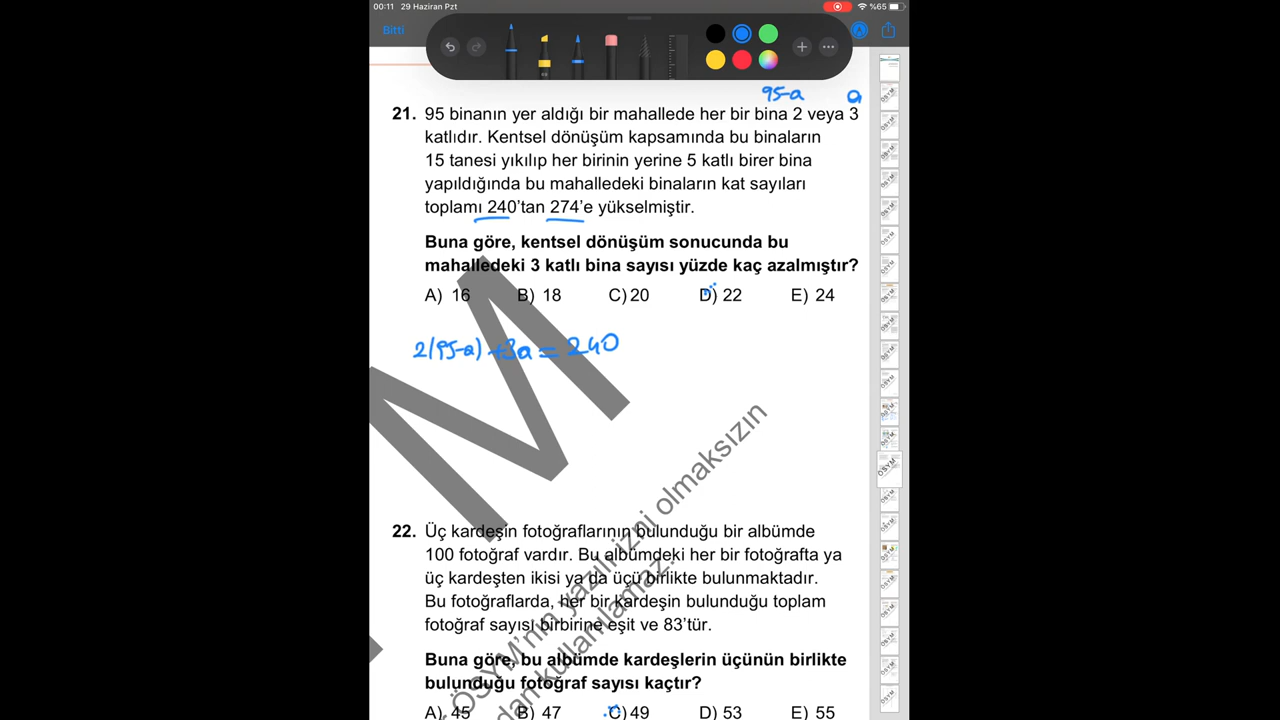 00:11 29 Haziran Pzt %65
Bitti
95-a a
21. 95 binanın yer aldığı bir mahallede her bir bina 2 veya 3
katlıdır. Kentsel dönüşüm kapsamında bu binaların
15 tanesi yıkılıp her birinin yerine 5 katlı birer bina
yapıldığında bu mahalledeki binaların kat sayıları
toplamı 240'tan 274'e yükselmiştir.
Buna göre, kentsel dönüşüm sonucunda bu
mahalledeki 3 katlı bina sayısı yüzde kaç azalmıştır?
A) 16 B) 18 C) 20 D) 22 E) 24
2(95-a) +3a = 240
M
22. Üç kardeşin fotoğraflarının bulunduğu bir albümde
100 fotoğraf vardır. Bu albümdeki her bir fotoğrafta ya
üç kardeşten ikisi ya da üçü birlikte bulunmaktadır.
Bu fotoğraflarda, her bir kardeşin bulunduğu toplam
fotoğraf sayısı birbirine eşit ve 83'tür.
Buna göre, bu albümde kardeşlerin üçünün birlikte
bulunduğu fotoğraf sayısı kaçtır?
A) 45 B) 47 C) 49 D) 53 E) 55
ÖSYM'nin yazılı izni olmaksızın
kullanılamaz.